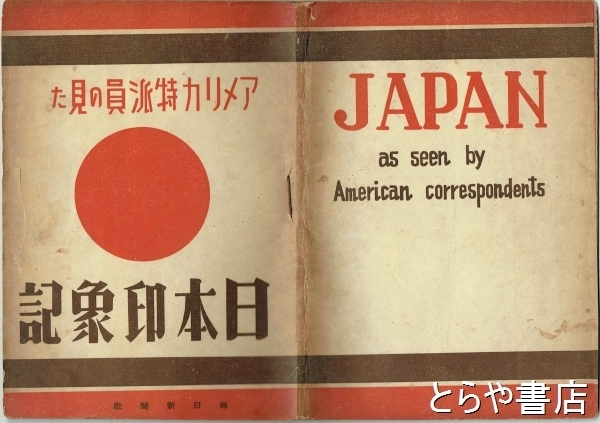 アメリカ特派員の見た
日本印象記
毎日新聞社
JAPAN
as seen by
American correspondents
とらや書店